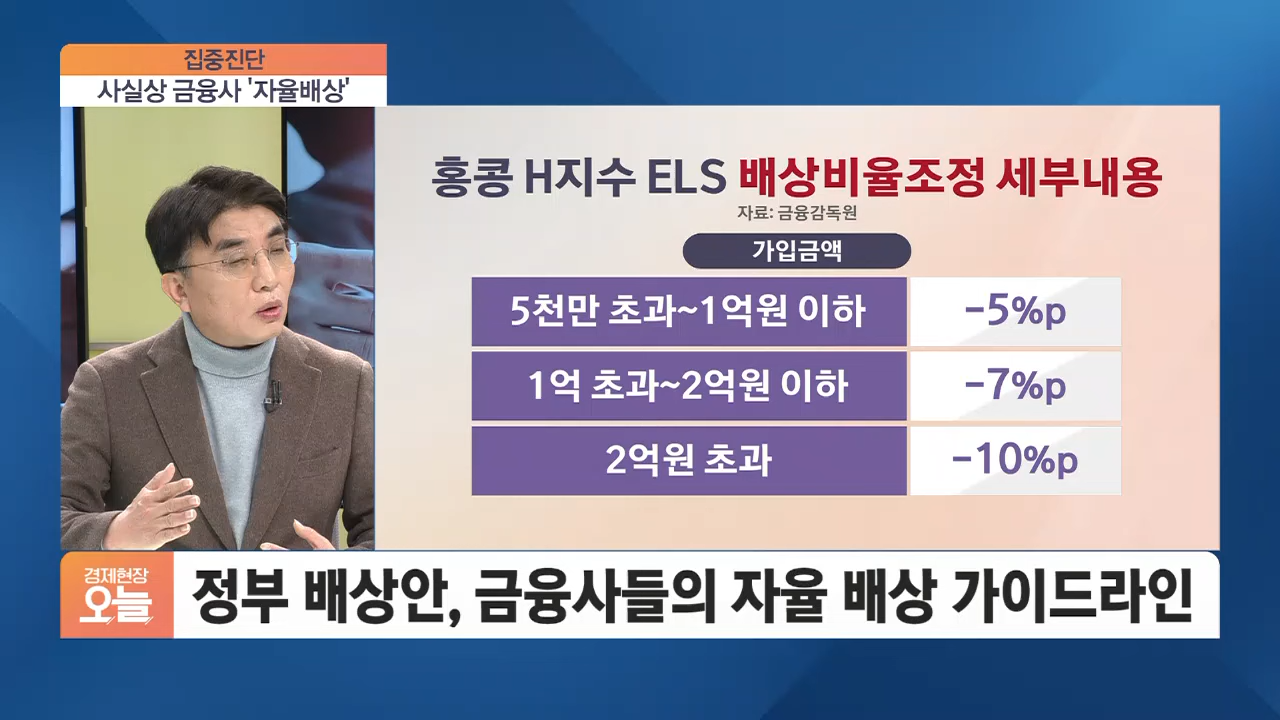 집중진단
사실상 금융사 '자율배상'
홍콩 H지수 ELS 배상비율조정 세부내용
자료: 금융감독원
가입금액
5천만 초과~1억원 이하 -5%p
1억 초과~2억원 이하 -7%p
2억원 초과 -10%p
경제현장
오늘
정부 배상안, 금융사들의 자율 배상 가이드라인